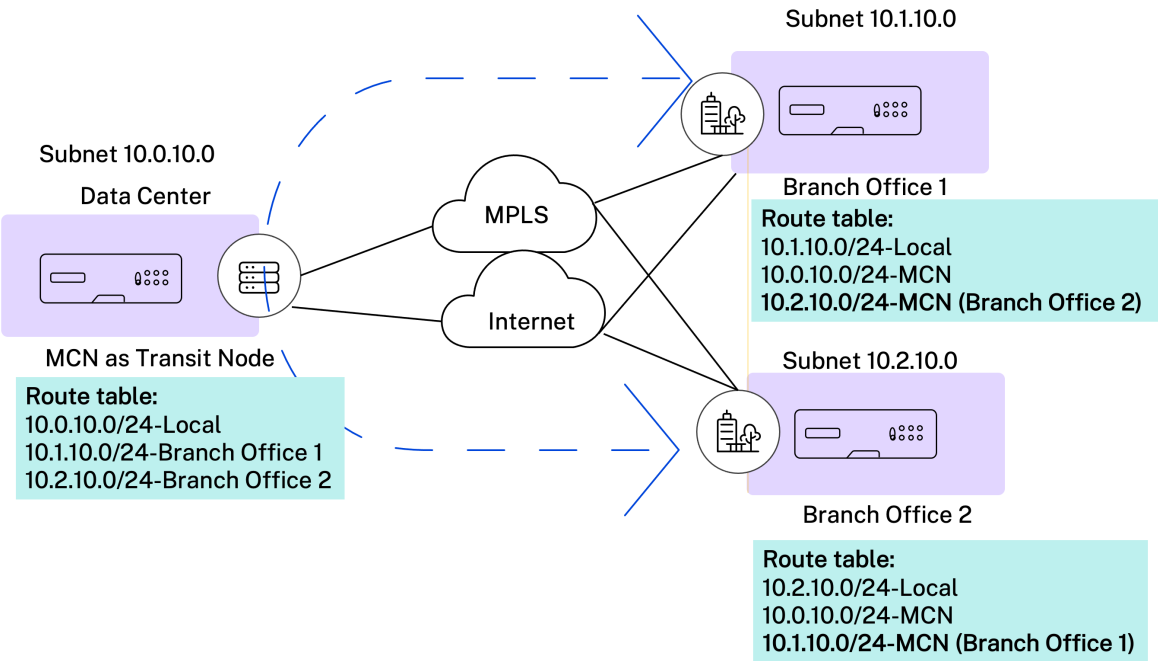 Subnet 10.1.10.0
Subnet 10.0.10.0
Data Center
MPLS
Internet
Branch Office 1
Route table:
10.1.10.0/24-Local
10.0.10.0/24-MCN
10.2.10.0/24-MCN (Branch Office 2)
MCN as Transit Node
Route table:
10.0.10.0/24-Local
10.1.10.0/24-Branch Office 1
10.2.10.0/24-Branch Office 2
Subnet 10.2.10.0
Branch Office 2
Route table:
10.2.10.0/24-Local
10.0.10.0/24-MCN
10.1.10.0/24-MCN (Branch Office 1)